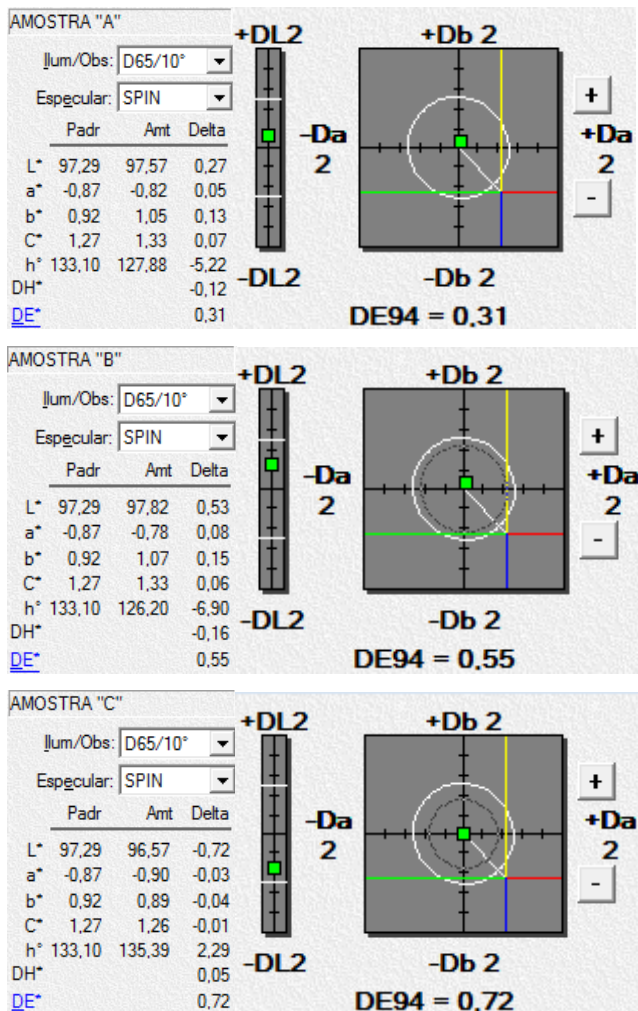 AMOSTRA "A"
Ilum/Obs: D65/10°
Especular: SPIN
Padr Amt Delta
L* 97,29 97,57 0,27
a* -0,87 -0,82 0,05
b* 0,92 1,05 0,13
C* 1,27 1,33 0,07
h° 133,10 127,88 -5,22
DH* -0,12
DE* 0,31
+DL2
-DL2
+Db 2
-Da 2
+Da 2
-Db 2
+
-
DE94 = 0,31
AMOSTRA "B"
Ilum/Obs: D65/10°
Especular: SPIN
Padr Amt Delta
L* 97,29 97,82 0,53
a* -0,87 -0,78 0,08
b* 0,92 1,07 0,15
C* 1,27 1,33 0,06
h° 133,10 126,20 -6,90
DH* -0,16
DE* 0,55
+DL2
-DL2
+Db 2
-Da 2
+Da 2
-Db 2
+
-
DE94 = 0,55
AMOSTRA "C"
Ilum/Obs: D65/10°
Especular: SPIN
Padr Amt Delta
L* 97,29 96,57 -0,72
a* -0,87 -0,90 -0,03
b* 0,92 0,89 -0,04
C* 1,27 1,26 -0,01
h° 133,10 135,39 2,29
DH* 0,05
DE* 0,72
+DL2
-DL2
+Db 2
-Da 2
+Da 2
-Db 2
+
-
DE94 = 0,72